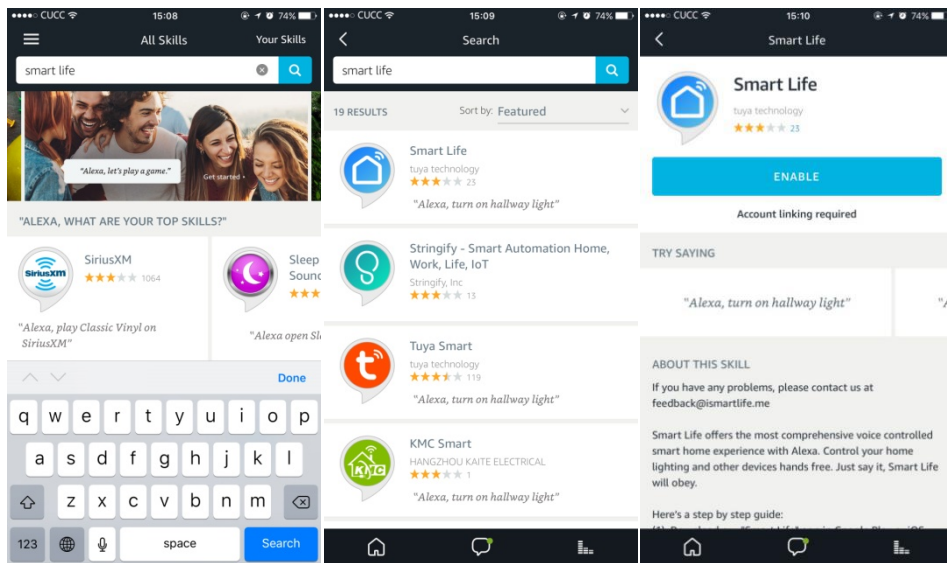 CUCC
15:08
74%
All Skills
Your Skills
smart life
"Alexa, let's play a game."
Get started
"ALEXA, WHAT ARE YOUR TOP SKILLS?"
SiriusXM
SiriusXM
1064
"Alexa, play Classic Vinyl on
SiriusXM"
Sleep
Soun
"Alexa open Sl
Done
q w e r t y u i o p
a s d f g h j k l
z x c v b n m
123
space
Search
CUCC
15:09
74%
Search
smart life
19 RESULTS
Sort by: Featured
Smart Life
tuya technology
23
"Alexa, turn on hallway light"
Stringify - Smart Automation Home,
Work, Life, IoT
Stringify, Inc
13
Tuya Smart
tuya technology
119
"Alexa, turn on hallway light"
KMC
KMC Smart
HANGZHOU KAITE ELECTRICAL
1
"Alexa, turn on hallway light"
CUCC
15:10
74%
Smart Life
Smart Life
tuya technology
23
ENABLE
Account linking required
TRY SAYING
"Alexa, turn on hallway light"
ABOUT THIS SKILL
If you have any problems, please contact us at
feedback@ismartlife.me
Smart Life offers the most comprehensive voice controlled
smart home experience with Alexa. Control your home
lighting and other devices hands free. Just say it, Smart Life
will obey.
Here's a step by step guide: